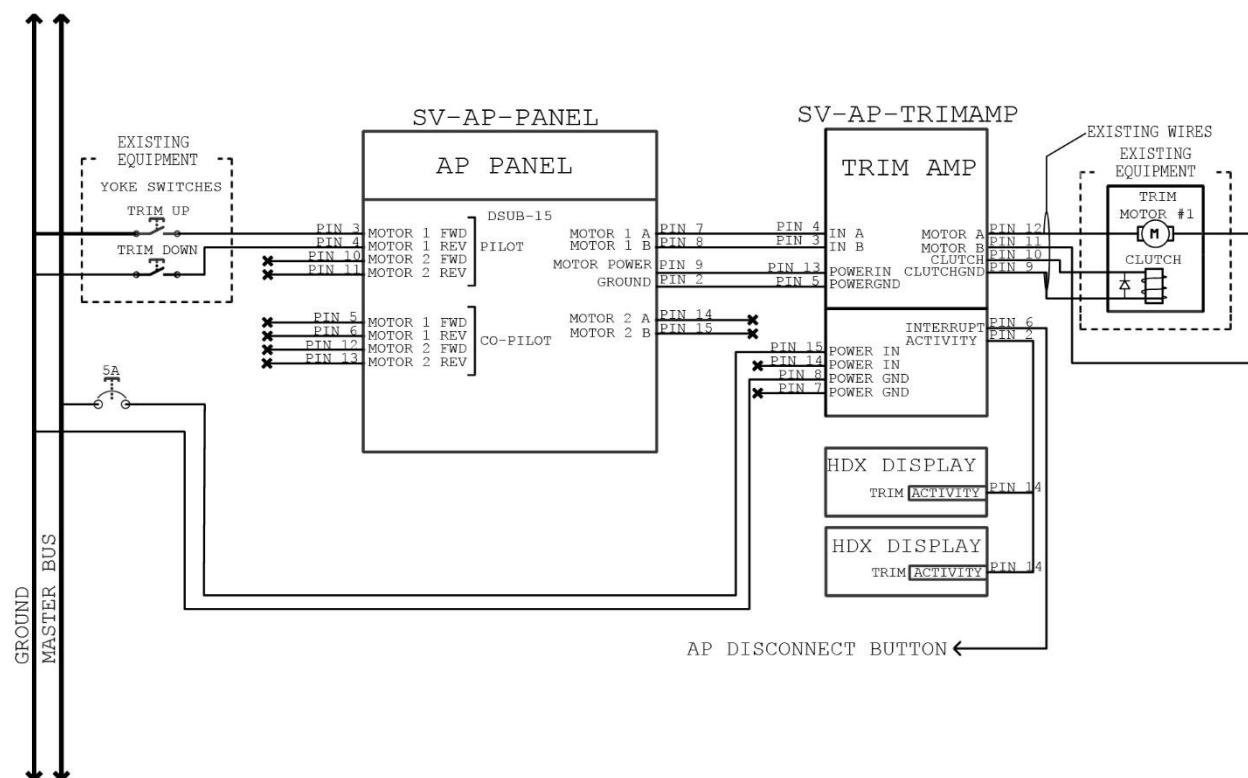 SV-AP-PANEL
SV-AP-TRIMAMP
EXISTING
EQUIPMENT
YOKE SWITCHES
TRIM UP
TRIM DOWN
5A
GROUND
MASTER BUS
AP PANEL
DSUB-15
PIN 3
MOTOR 1 FWD
PIN 4
MOTOR 1 REV
PILOT
PIN 10
MOTOR 2 FWD
PIN 11
MOTOR 2 REV
PIN 5
MOTOR 1 FWD
PIN 6
MOTOR 1 REV
CO-PILOT
PIN 12
MOTOR 2 FWD
PIN 13
MOTOR 2 REV
MOTOR 1 A
PIN 7
MOTOR 1 B
PIN 8
MOTOR POWER
PIN 9
GROUND
PIN 2
MOTOR 2 A
PIN 14
MOTOR 2 B
PIN 15
TRIM AMP
PIN 4
IN A
PIN 3
IN B
PIN 13
POWERIN
PIN 5
POWERGND
MOTOR A
PIN 12
MOTOR B
PIN 11
CLUTCH
PIN 10
CLUTCHGND
PIN 9
INTERRUPT
PIN 6
ACTIVITY
PIN 2
PIN 15
POWER IN
PIN 14
POWER IN
PIN 8
POWER GND
PIN 7
POWER GND
EXISTING WIRES
EXISTING
EQUIPMENT
TRIM
MOTOR #1
M
CLUTCH
HDX DISPLAY
TRIM ACTIVITY
PIN 14
HDX DISPLAY
TRIM ACTIVITY
PIN 14
AP DISCONNECT BUTTON